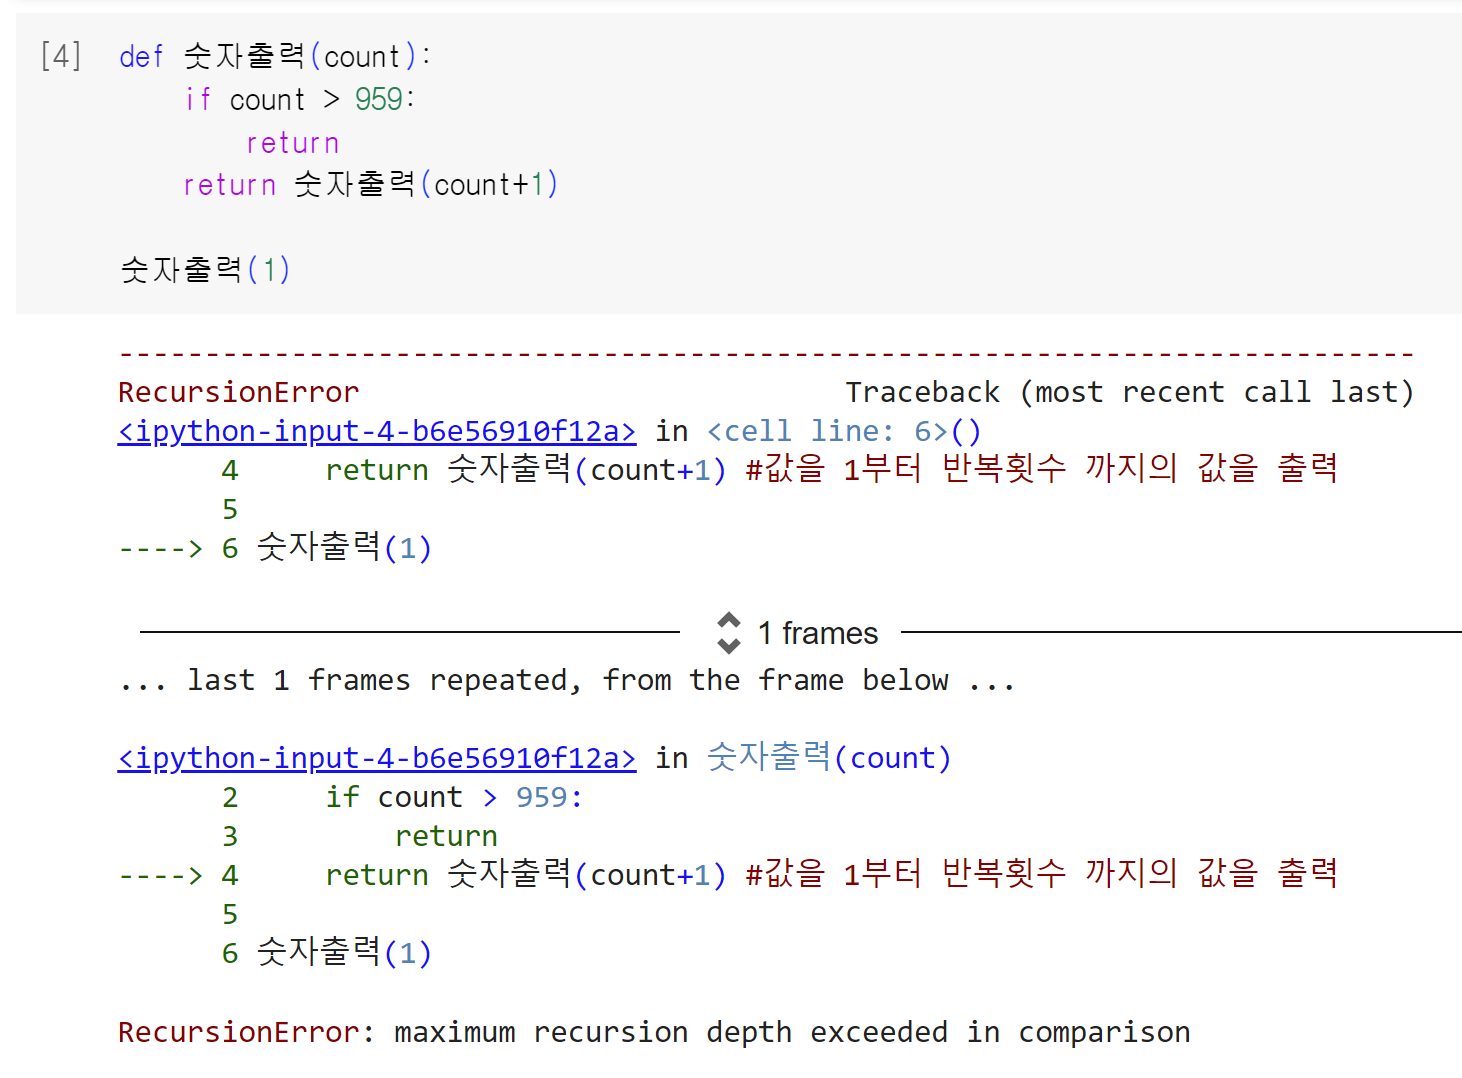 [4] def 숫자출력(count):
if count > 959:
return
return 숫자출력(count+1)
숫자출력(1)
---------------------------------------------------------------------------
RecursionError Traceback (most recent call last)
<ipython-input-4-b6e56910f12a> in <cell line: 6>()
4 return 숫자출력(count+1) #값을 1부터 반복횟수 까지의 값을 출력
5
----> 6 숫자출력(1)
1 frames
... last 1 frames repeated, from the frame below ...
<ipython-input-4-b6e56910f12a> in 숫자출력(count)
2 if count > 959:
3 return
----> 4 return 숫자출력(count+1) #값을 1부터 반복횟수 까지의 값을 출력
5
6 숫자출력(1)
RecursionError: maximum recursion depth exceeded in comparison